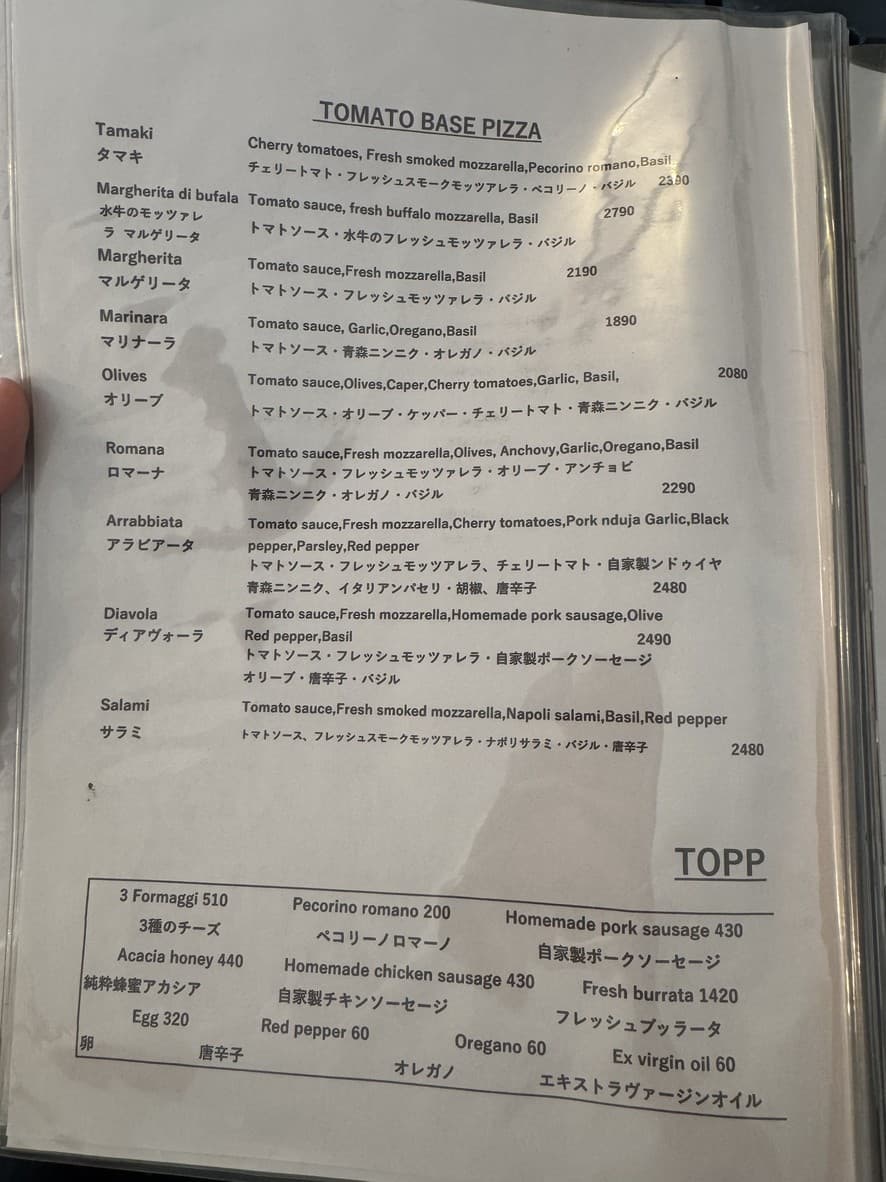 TOMATO BASE PIZZA
Tamaki
タマキ
Cherry tomatoes, Fresh smoked mozzarella,Pecorino romano,Basil
チェリートマト・フレッシュスモークモッツアレラ・ペコリーノ・バジル 2390
Margherita di bufala
水牛のモッツァレ
ラ マルゲリータ
Tomato sauce, fresh buffalo mozzarella, Basil 2790
トマトソース・水牛のフレッシュモッツァレラ・バジル
Margherita
マルゲリータ
Tomato sauce,Fresh mozzarella,Basil 2190
トマトソース・フレッシュモッツァレラ・バジル
Marinara
マリナーラ
Tomato sauce, Garlic,Oregano,Basil 1890
トマトソース・青森ニンニク・オレガノ・バジル
Olives
オリーブ
Tomato sauce,Olives,Caper,Cherry tomatoes,Garlic, Basil, 2080
トマトソース・オリーブ・ケッパー・チェリートマト・青森ニンニク・バジル
Romana
ロマーナ
Tomato sauce,Fresh mozzarella,Olives, Anchovy,Garlic,Oregano,Basil
トマトソース・フレッシュモッツァレラ・オリーブ・アンチョビ
青森ニンニク・オレガノ・バジル 2290
Arrabbiata
アラビアータ
Tomato sauce,Fresh mozzarella,Cherry tomatoes,Pork nduja Garlic,Black
pepper,Parsley,Red pepper
トマトソース・フレッシュモッツアレラ、チェリートマト・自家製ンドゥイヤ
青森ニンニク、イタリアンパセリ・胡椒、唐辛子 2480
Diavola
ディアヴォーラ
Tomato sauce,Fresh mozzarella,Homemade pork sausage,Olive
Red pepper,Basil 2490
トマトソース・フレッシュモッツァレラ・自家製ポークソーセージ
オリーブ・唐辛子・バジル
Salami
サラミ
Tomato sauce,Fresh smoked mozzarella,Napoli salami,Basil,Red pepper
トマトソース、フレッシュスモークモッツアレラ・ナポリサラミ・バジル・唐辛子 2480
TOPP
3 Formaggi 510 Pecorino romano 200 Homemade pork sausage 430
3種のチーズ ペコリーノロマーノ 自家製ポークソーセージ
Acacia honey 440 Homemade chicken sausage 430 Fresh burrata 1420
純粋蜂蜜アカシア 自家製チキンソーセージ フレッシュブッラータ
Egg 320 Red pepper 60 Oregano 60 Ex virgin oil 60
卵 唐辛子 オレガノ エキストラヴァージンオイル